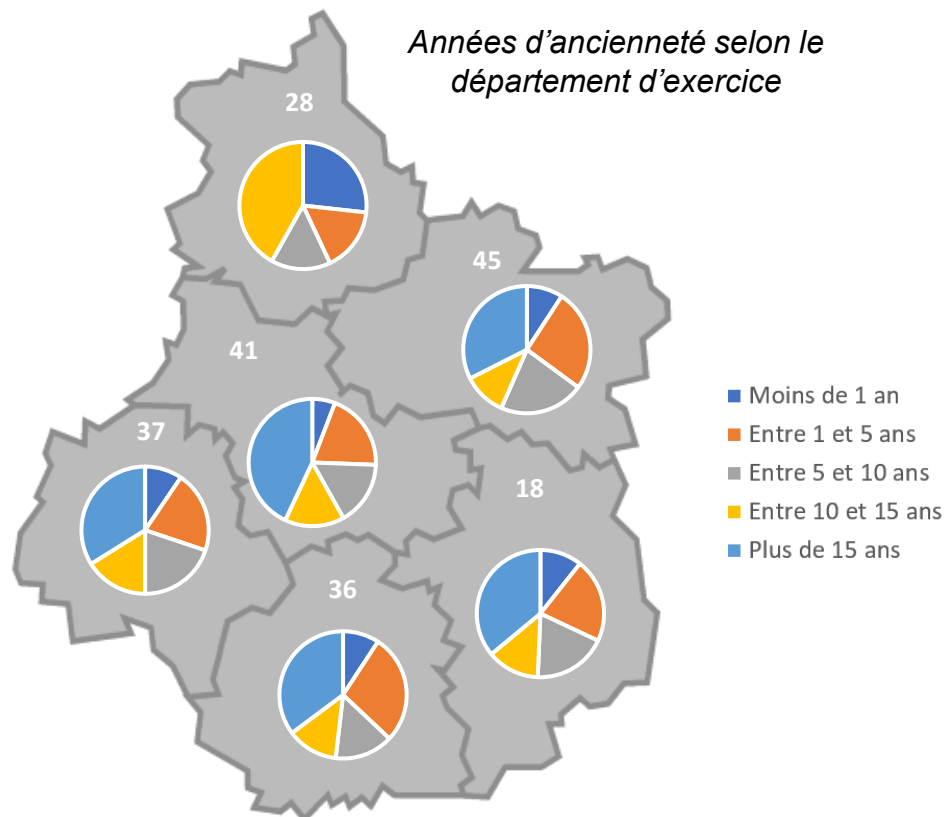 Années d’ancienneté selon le
département d’exercice
28
45
41
37
18
36
Moins de 1 an
Entre 1 et 5 ans
Entre 5 et 10 ans
Entre 10 et 15 ans
Plus de 15 ans